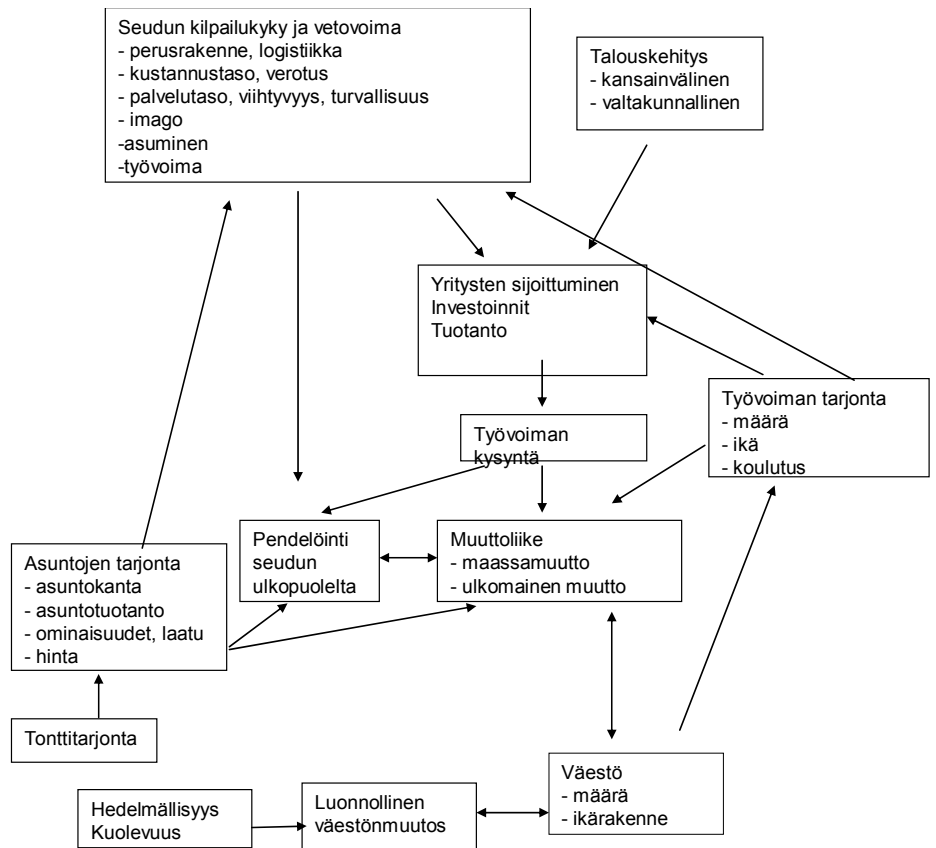 Seudun kilpailukyky ja vetovoima
- perusrakenne, logistiikka
- kustannustaso, verotus
- palvelutaso, viihtyvyys, turvallisuus
- imago
-asuminen
-työvoima
Talouskehitys
- kansainvälinen
- valtakunnallinen
Yritysten sijoittuminen
Investoinnit
Tuotanto
Työvoiman tarjonta
- määrä
- ikä
- koulutus
Työvoiman
kysyntä
Pendelöinti
seudun
ulkopuolelta
Muuttoliike
- maassamuutto
- ulkomainen muutto
Asuntojen tarjonta
- asuntokanta
- asuntotuotanto
- ominaisuudet, laatu
- hinta
Tonttitarjonta
Väestö
- määrä
- ikärakenne
Luonnollinen
väestönmuutos
Hedelmällisyys
Kuolevuus